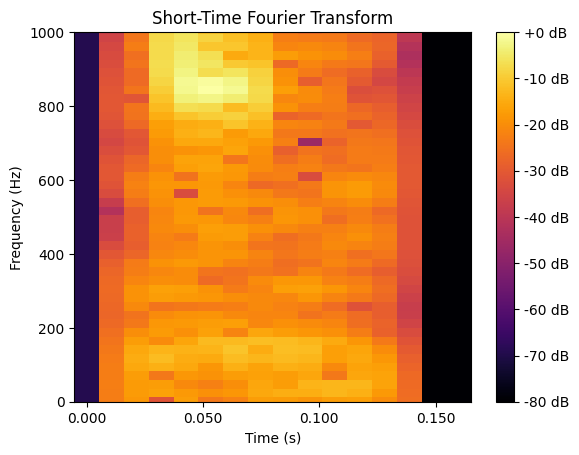 Short-Time Fourier Transform
1000
800
600
400
200
0
Frequency (Hz)
0.000
0.050
0.100
0.150
Time (s)
+0 dB
-10 dB
-20 dB
-30 dB
-40 dB
-50 dB
-60 dB
-70 dB
-80 dB